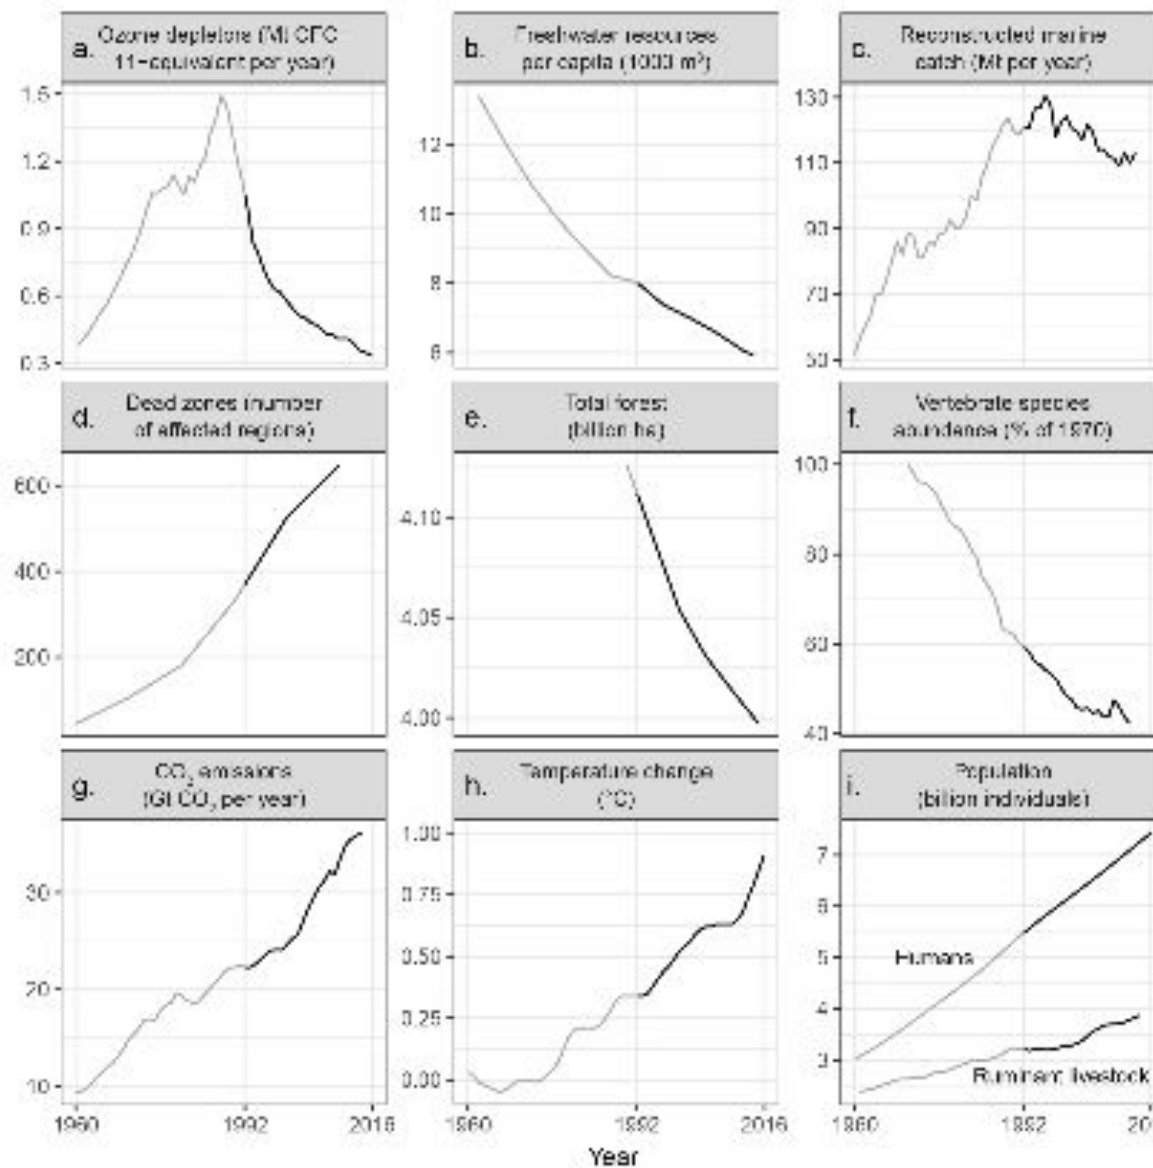 a. Ozone depletors (Mt CFC
11-equivalent per year)
b. Freshwater resources
per capita (1000 m³)
c. Reconstructed marine
catch (Mt per year)
1.5
1.2
0.9
0.6
0.3
12
10
8
6
130
110
90
70
50
d. Dead zones (number
of affected regions)
e. Total forest
(billion ha)
f. Vertebrate species
abundance (% of 1970)
600
400
200
4.10
4.05
4.00
100
80
60
40
g. CO₂ emissions
(Gt CO₂ per year)
h. Temperature change
(°C)
i. Population
(billion individuals)
30
20
10
1.00
0.75
0.50
0.25
0.00
7
6
5
4
3
Humans
Ruminant livestock
1960 1992 2016
1960 1992 2016
1960 1992 20
Year